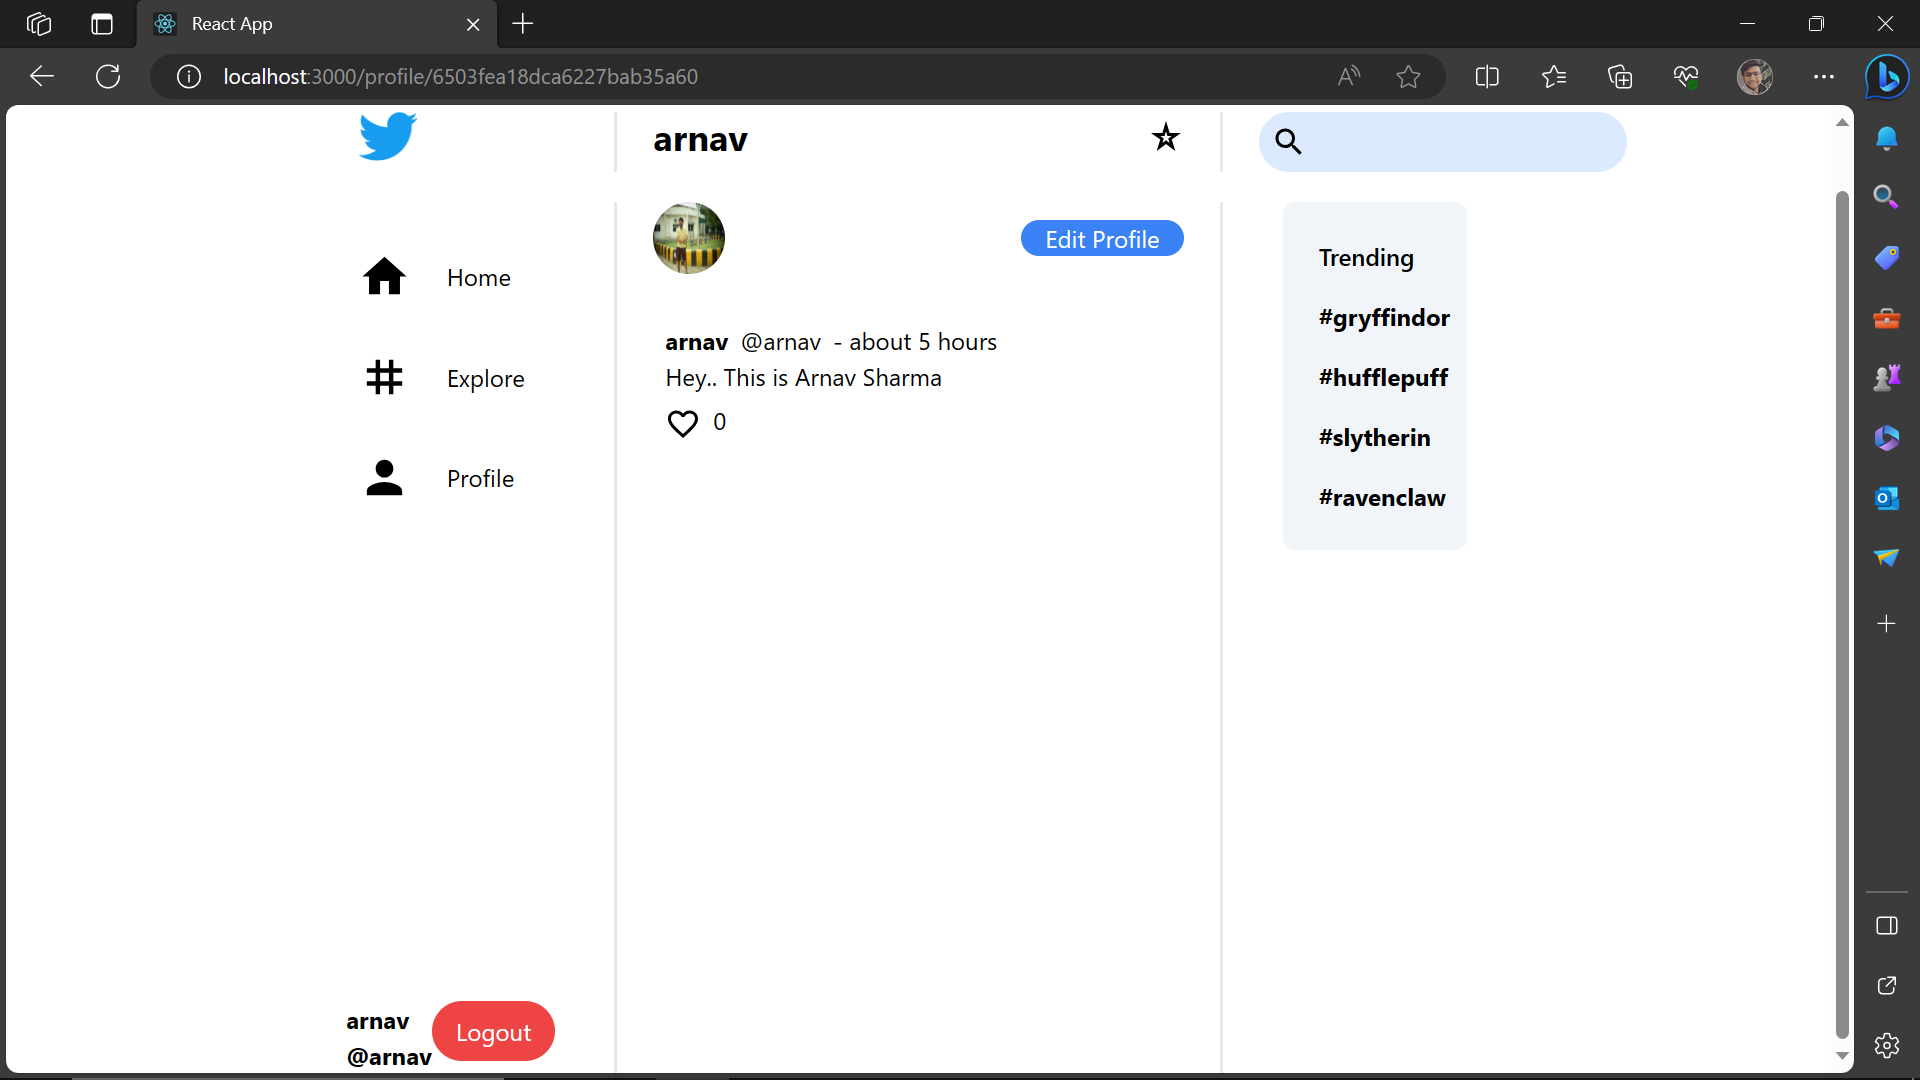 React App
localhost:3000/profile/6503fea18dca6227bab35a60
arnav
Home
Explore
Profile
arnav
@arnav
Logout
Edit Profile
arnav @arnav - about 5 hours
Hey.. This is Arnav Sharma
0
Trending
#gryffindor
#hufflepuff
#slytherin
#ravenclaw